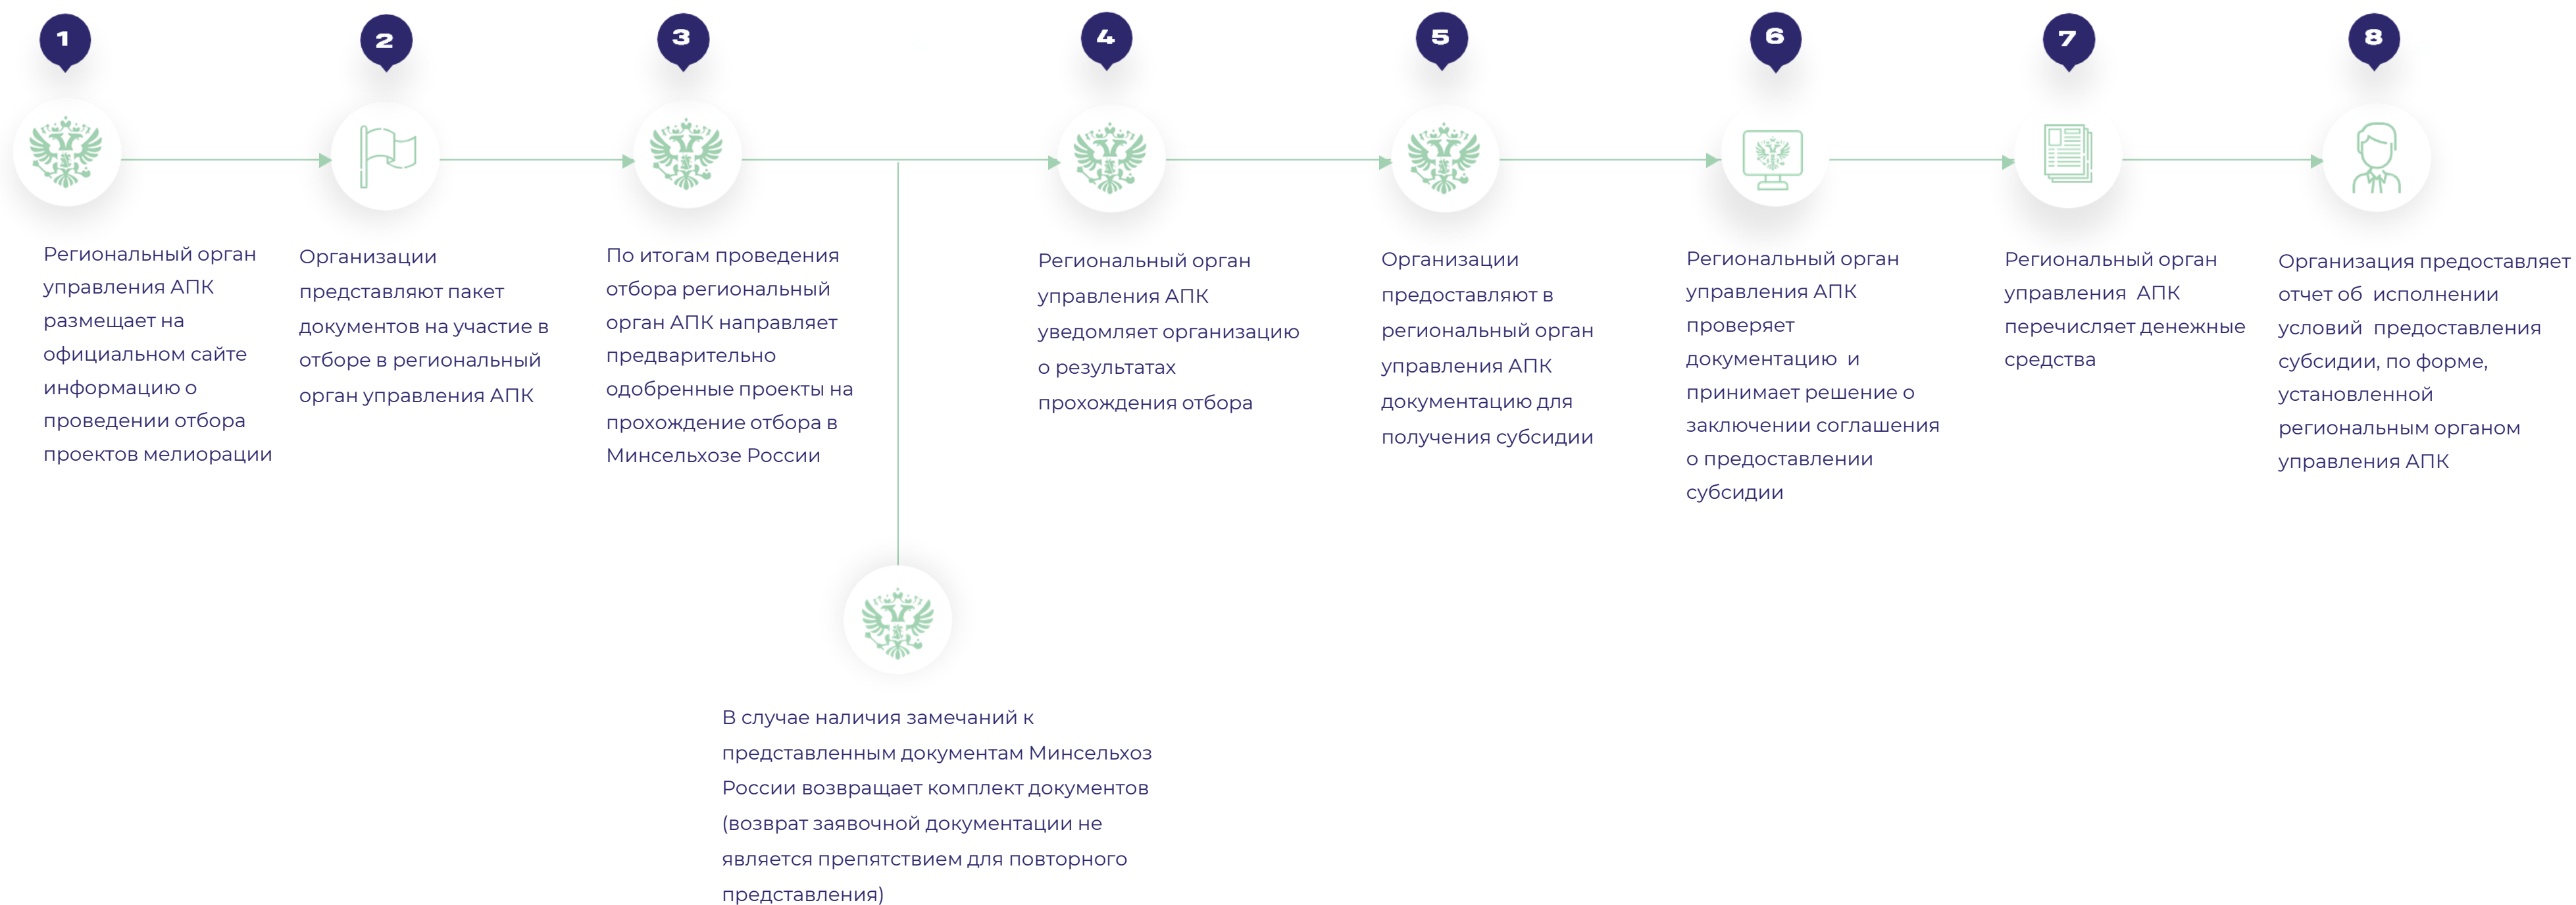 1
Региональный орган
управления АПК
размещает на
официальном сайте
информацию о
проведении отбора
проектов мелиорации
2
Организации
представляют пакет
документов на участие в
отборе в региональный
орган управления АПК
3
По итогам проведения
отбора региональный
орган АПК направляет
предварительно
одобренные проекты на
прохождение отбора в
Минсельхозе России
В случае наличия замечаний к
представленным документам Минсельхоз
России возвращает комплект документов
(возврат заявочной документации не
является препятствием для повторного
представления)
4
Региональный орган
управления АПК
уведомляет организацию
о результатах
прохождения отбора
5
Организации
предоставляют в
региональный орган
управления АПК
документацию для
получения субсидии
6
Региональный орган
управления АПК
проверяет
документацию и
принимает решение о
заключении соглашения
о предоставлении
субсидии
7
Региональный орган
управления АПК
перечисляет денежные
средства
8
Организация предоставляет
отчет об исполнении
условий предоставления
субсидии, по форме,
установленной
региональным органом
управления АПК